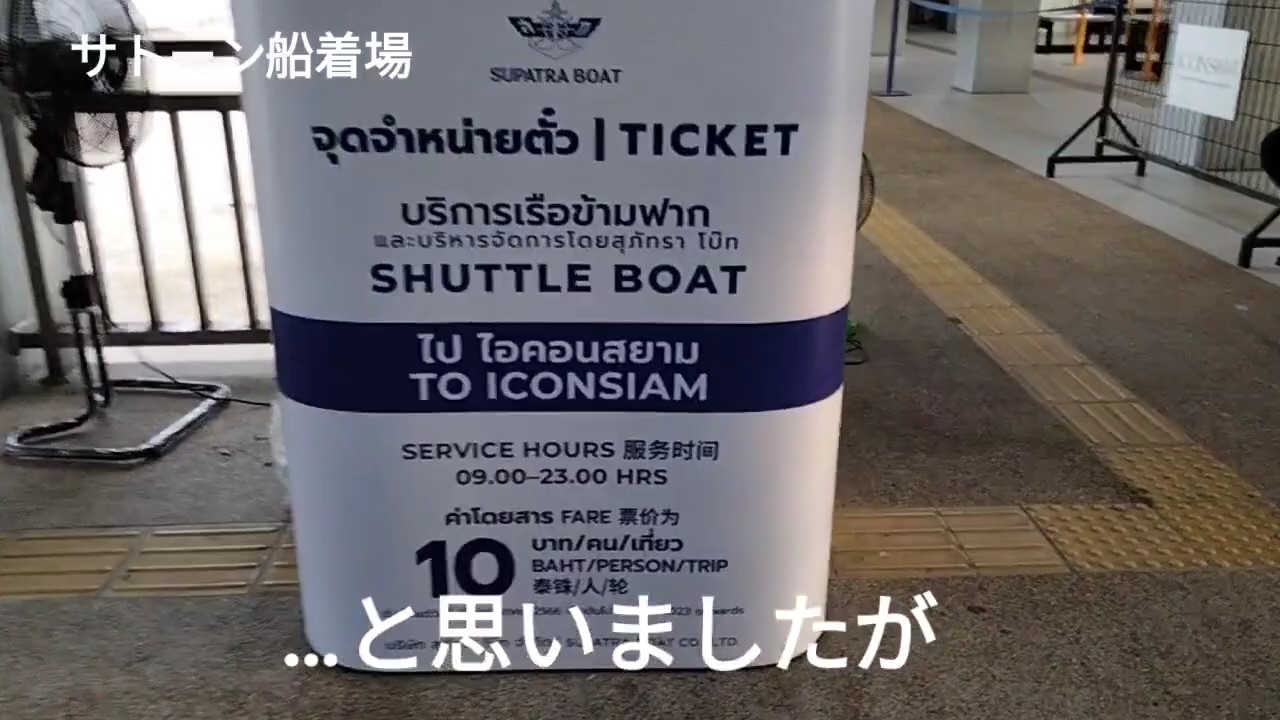 サトーン船着場
SUPATRA BOAT
จุดจำหน่ายตั๋ว | TICKET
บริการเรือข้ามฟาก
และบริหารจัดการโดยสุภัทรา โบ๊ท
SHUTTLE BOAT
ไป ไอคอนสยาม
TO ICONSIAM
SERVICE HOURS 服务时间
09.00–23.00 HRS
ค่าโดยสาร FARE 票价为
10 บาท/คน/เที่ยว
BAHT/PERSON/TRIP
泰铢/人/轮
...と思いましたが